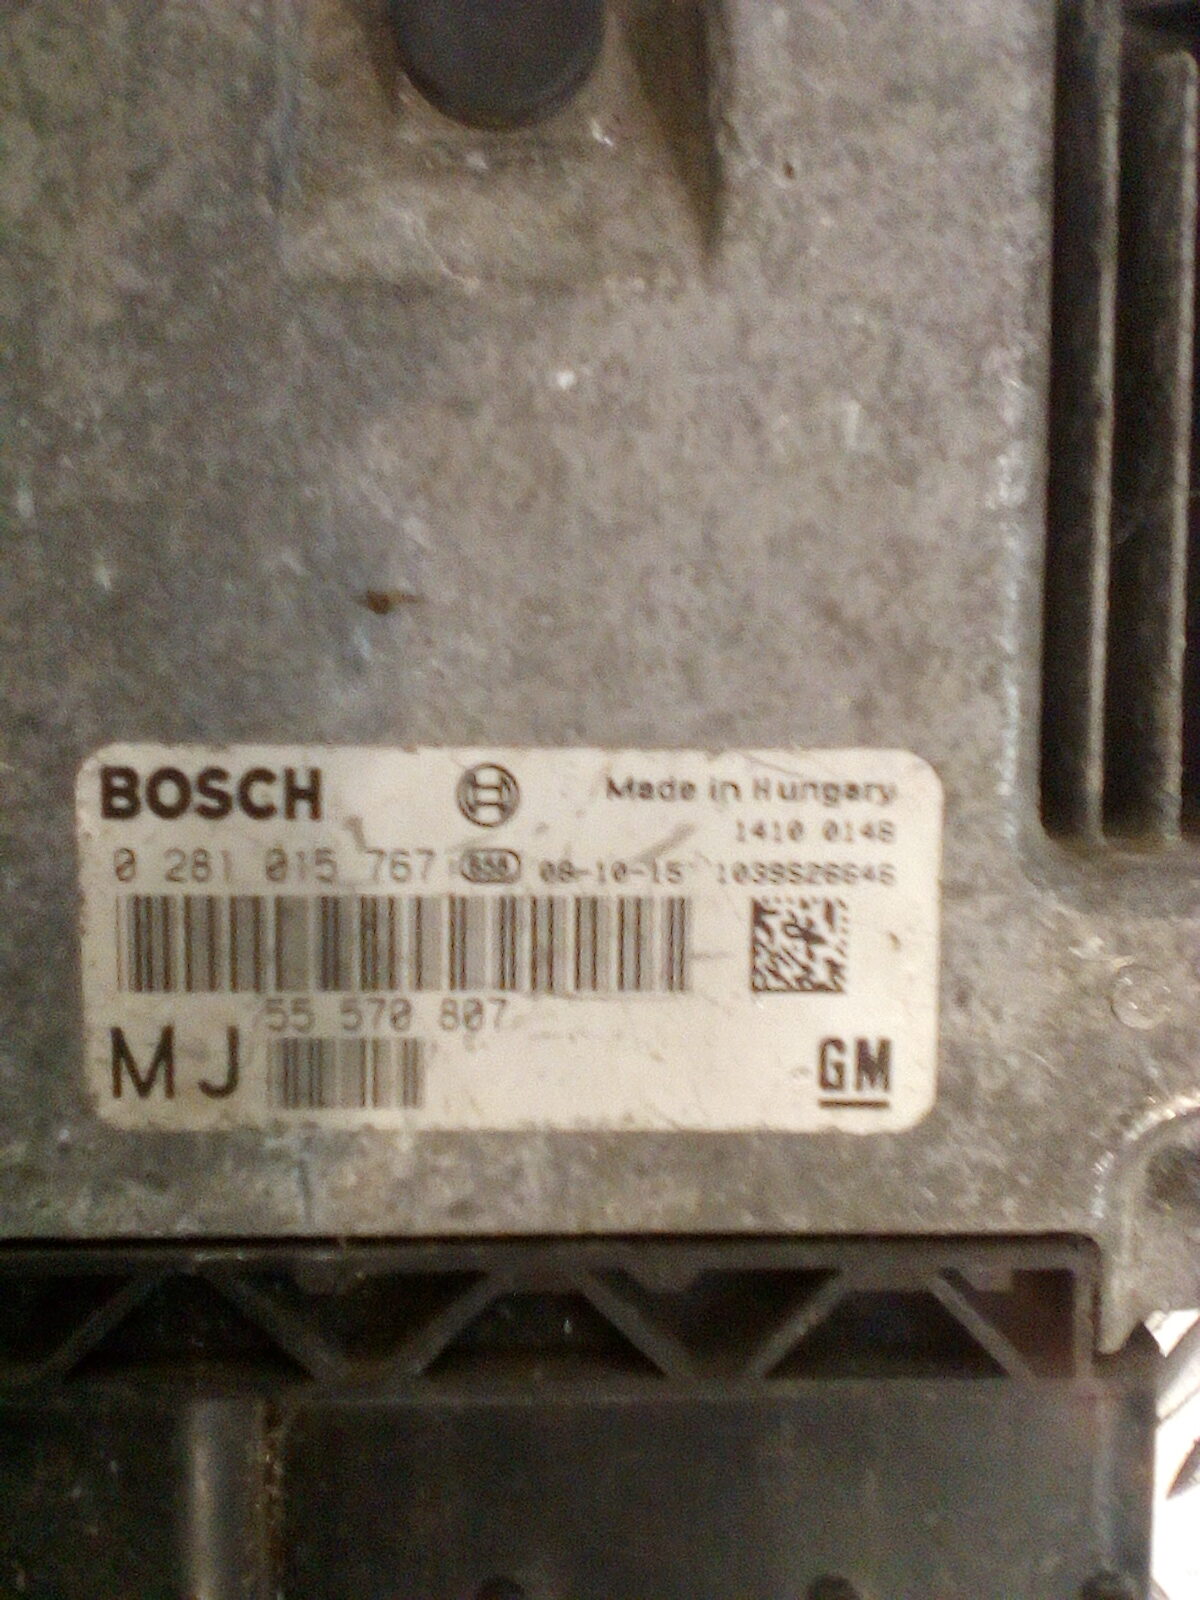 BOSCH Made in Hungary
1410 0148
0 281 015 767 08-10-15 1039S26646
55 570 807
MJ GM